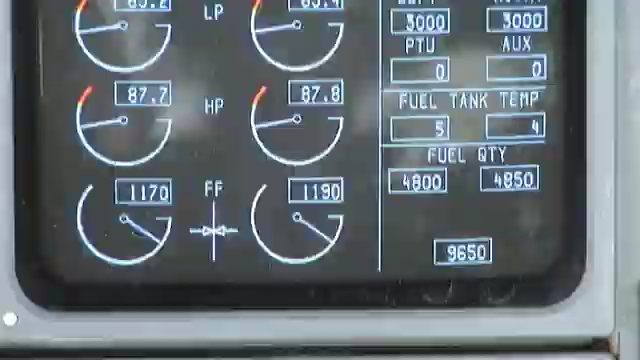 LP
3000 3000
PTU AUX
0 0
87.7 HP 87.8
FUEL TANK TEMP
5 4
FUEL QTY
1170 FF 1190
4800 4850
9650